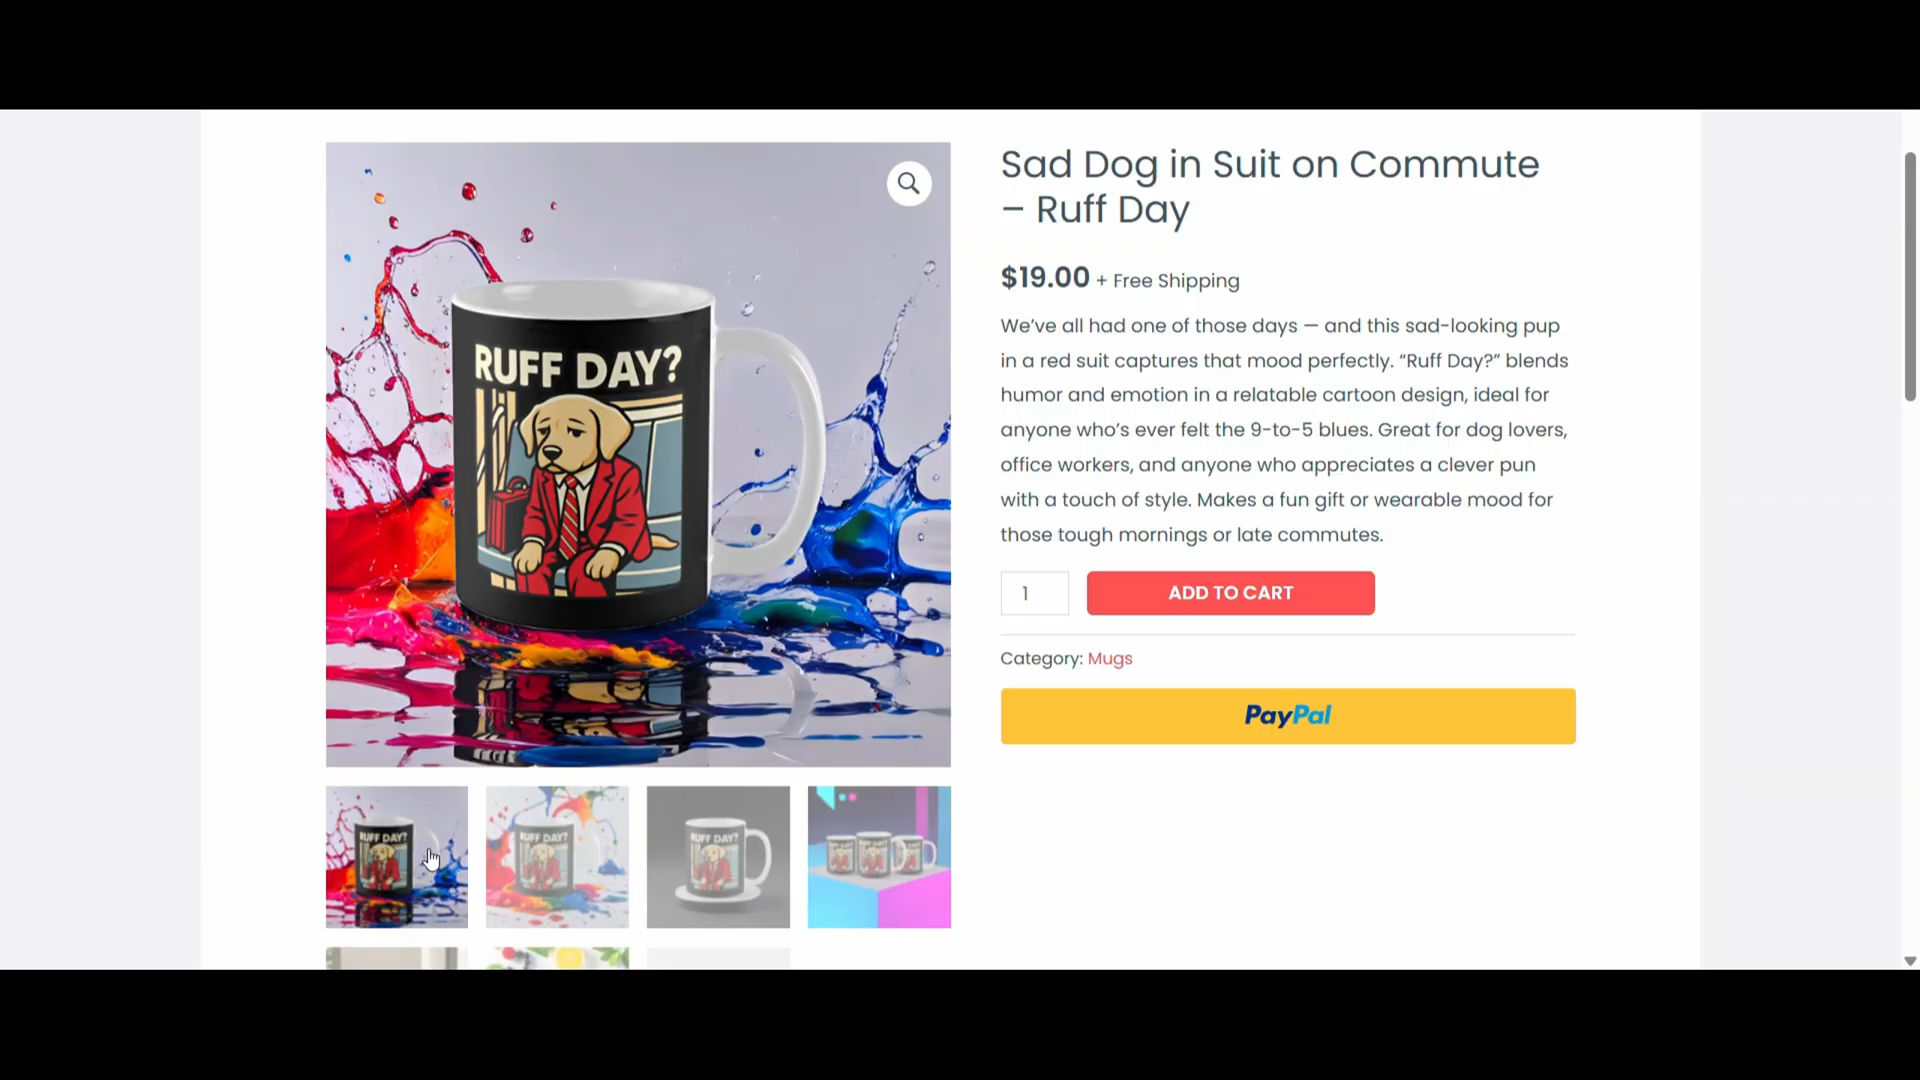 Sad Dog in Suit on Commute
– Ruff Day
$19.00 + Free Shipping
We’ve all had one of those days — and this sad-looking pup
in a red suit captures that mood perfectly. “Ruff Day?” blends
humor and emotion in a relatable cartoon design, ideal for
anyone who’s ever felt the 9-to-5 blues. Great for dog lovers,
office workers, and anyone who appreciates a clever pun
with a touch of style. Makes a fun gift or wearable mood for
those tough mornings or late commutes.
1
ADD TO CART
Category: Mugs
PayPal
RUFF DAY?
RUFF DAY?
RUFF DAY?
RUFF DAY?